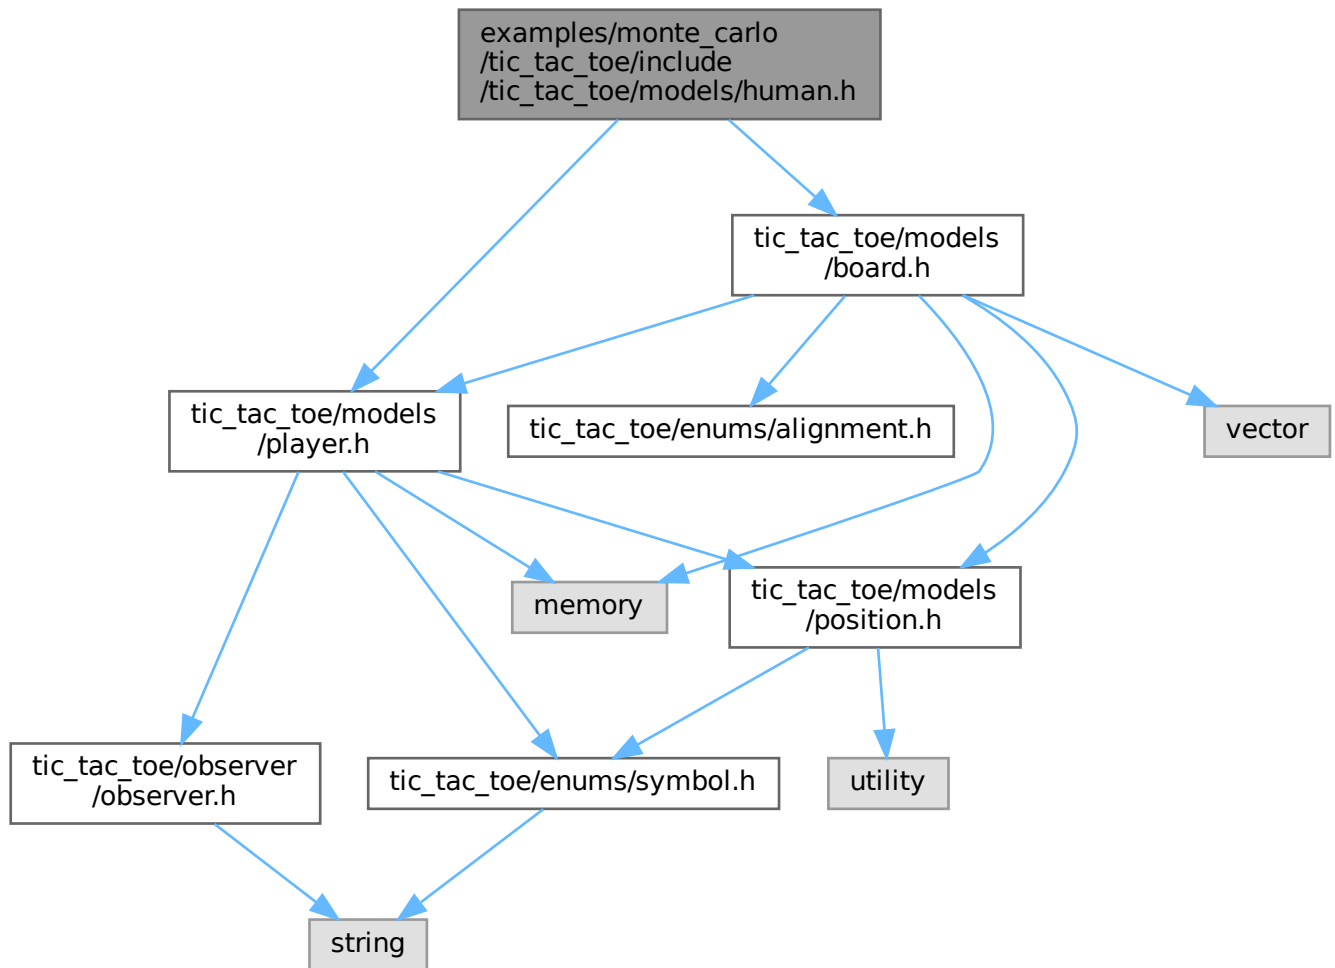 examples/monte_carlo
/tic_tac_toe/include
/tic_tac_toe/models/human.h
tic_tac_toe/models
/board.h
tic_tac_toe/models
/player.h
tic_tac_toe/enums/alignment.h
vector
memory
tic_tac_toe/models
/position.h
tic_tac_toe/observer
/observer.h
tic_tac_toe/enums/symbol.h
utility
string